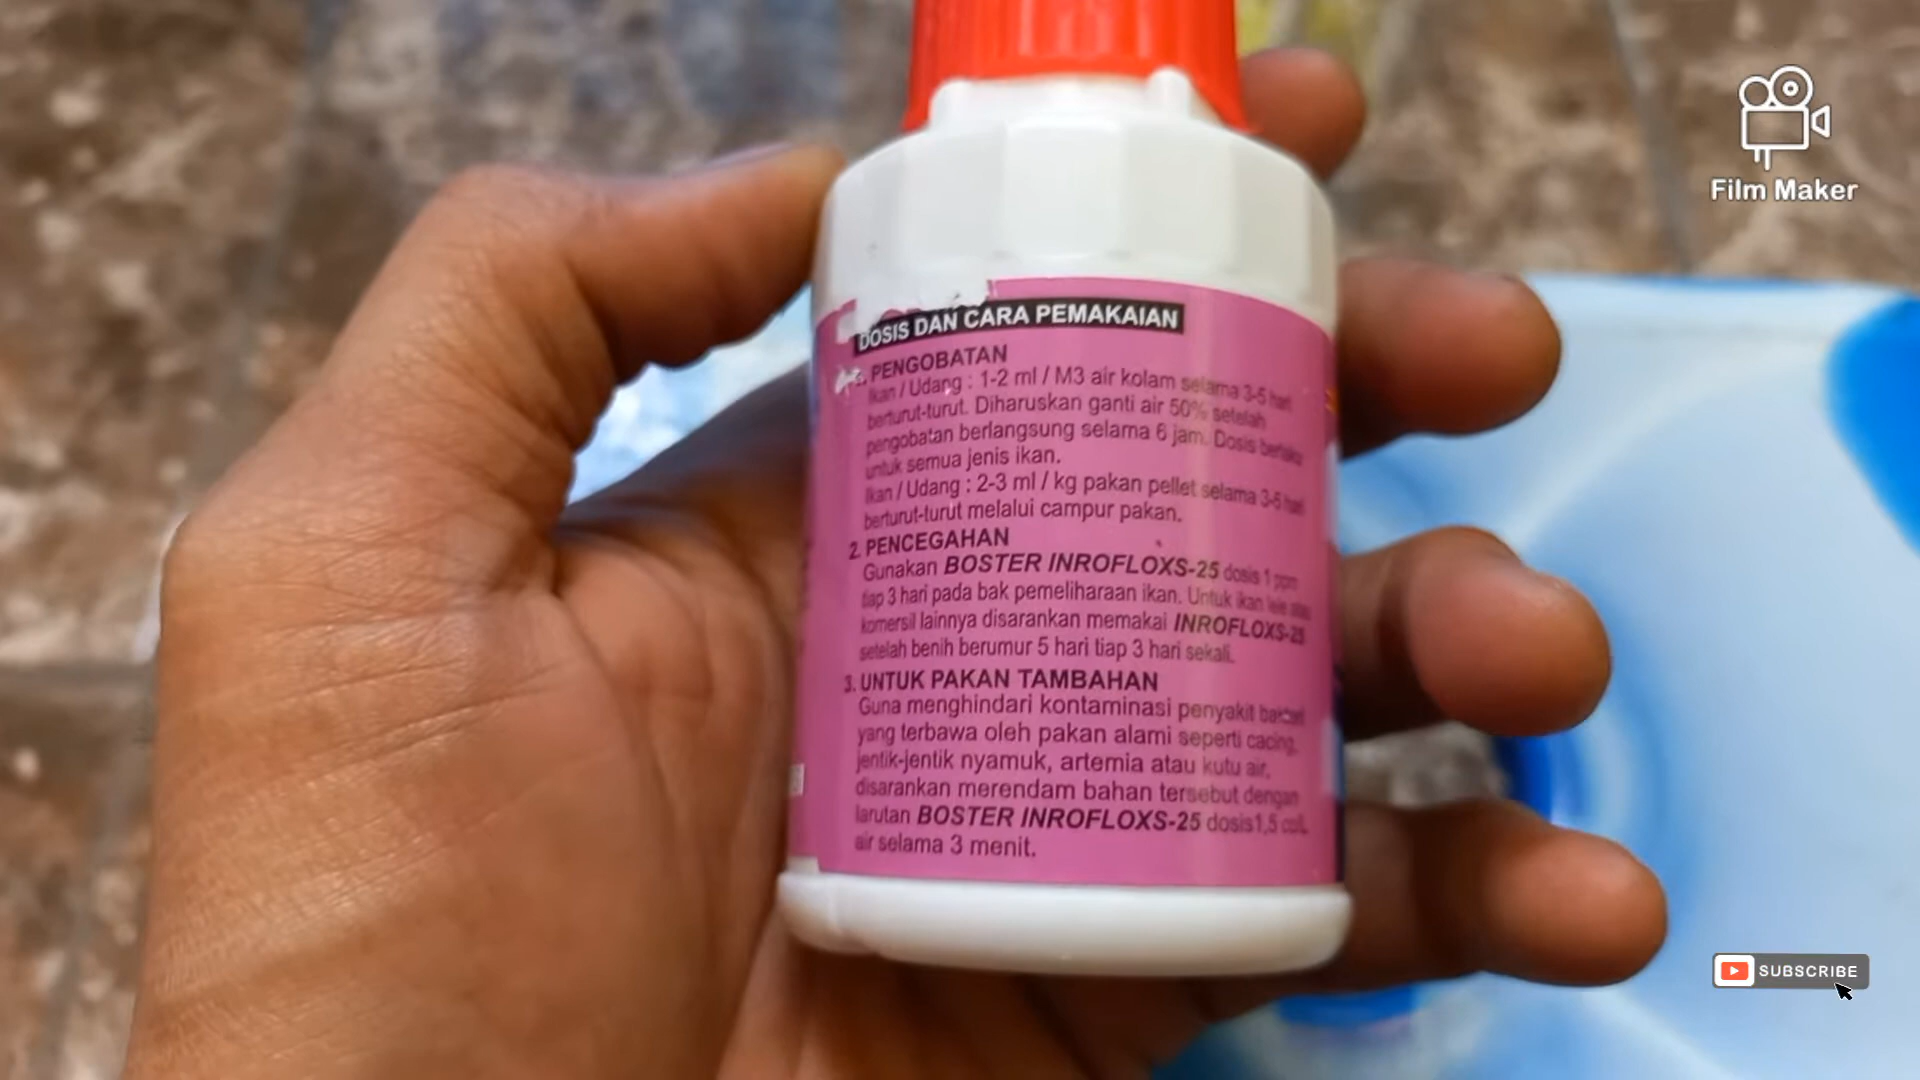 DOSIS DAN CARA PEMAKAIAN
PENGOBATAN
Ikan / Udang : 1-2 ml / M3 air kolam selama 3-5 hari
berturut-turut. Diharuskan ganti air 50% setelah
pengobatan berlangsung selama 6 jam. Dosis berlaku
untuk semua jenis ikan.
Ikan / Udang : 2-3 ml / kg pakan pellet selama 3-5 hari
berturut-turut melalui campur pakan.
2. PENCEGAHAN
Gunakan BOSTER INROFLOXS-25 dosis 1 ppm
tiap 3 hari pada bak pemeliharaan ikan. Untuk ikan lele atau
komersil lainnya disarankan memakai INROFLOXS-25
setelah benih berumur 5 hari tiap 3 hari sekali.
3. UNTUK PAKAN TAMBAHAN
Guna menghindari kontaminasi penyakit bakteri
yang terbawa oleh pakan alami seperti cacing,
jentik-jentik nyamuk, artemia atau kutu air,
disarankan merendam bahan tersebut dengan
larutan BOSTER INROFLOXS-25 dosis1,5
air selama 3 menit.
Film Maker
SUBSCRIBE